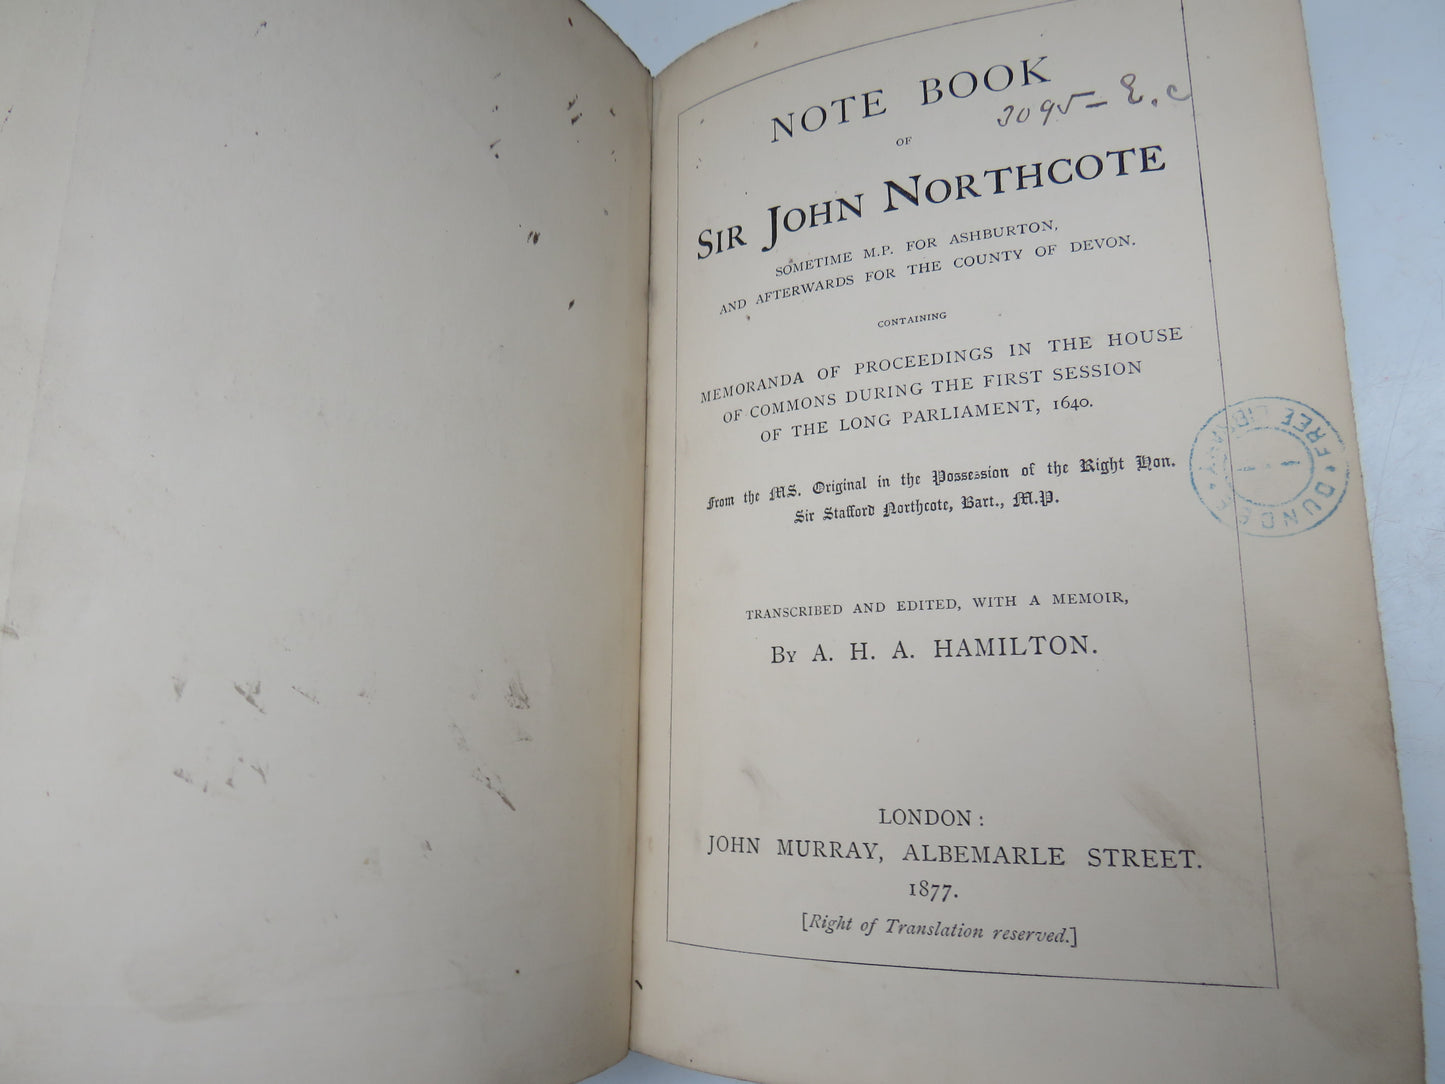 NOTE BOOK
3095 - E.c
OF
SIR JOHN NORTHCOTE
SOMETIME M.P. FOR ASHBURTON,
AND AFTERWARDS FOR THE COUNTY OF DEVON.
CONTAINING
MEMORANDA OF PROCEEDINGS IN THE HOUSE
OF COMMONS DURING THE FIRST SESSION
OF THE LONG PARLIAMENT, 1640.
From the MS. Original in the Possession of the Right Hon.
Sir Stafford Northcote, Bart., M.P.
DUNDEE FREE LIBRARY
TRANSCRIBED AND EDITED, WITH A MEMOIR,
BY A. H. A. HAMILTON.
LONDON:
JOHN MURRAY, ALBEMARLE STREET.
1877.
[Right of Translation reserved.]